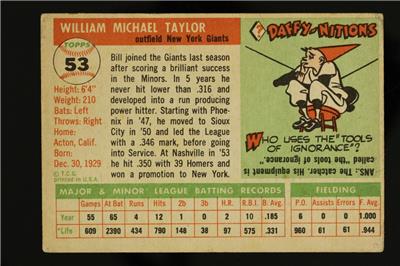 WILLIAM MICHAEL TAYLOR
outfield New York Giants
TOPPS
53
Height: 6'4"
Weight: 210
Bats: Left
Throws: Right
Home:
Acton, Calif.
Born:
Dec. 30, 1929
© T.C.G.
PRINTED IN U.S.A.
Bill joined the Giants last season
after scoring a brilliant success
in the Minors. In 5 years he
never hit lower than .316 and
developed into a run producing
power hitter. Starting with Phoe-
nix in '47, he moved to Sioux
City in '50 and led the League
with a .346 mark, before going
into Service. At Nashville in '53
he hit .350 with 39 Homers and
won a promotion to New York.
? DAFFY-NITIONS
WHO USES THE "TOOLS
OF IGNORANCE"?
ANS.: The catcher. His equipment is
called the "tools of ignorance".
MAJOR & MINOR LEAGUE BATTING RECORDS
FIELDING
Games At Bat Runs Hits 2B 3B H.R. R.B.I. B. Avg. P.O. Assists Errors F. Avg.
Year 55 65 4 12 1 0 2 10 .185 6 0 0 1.000
*Life 609 2390 434 790 148 38 97 575 .331 960 61 61 .944